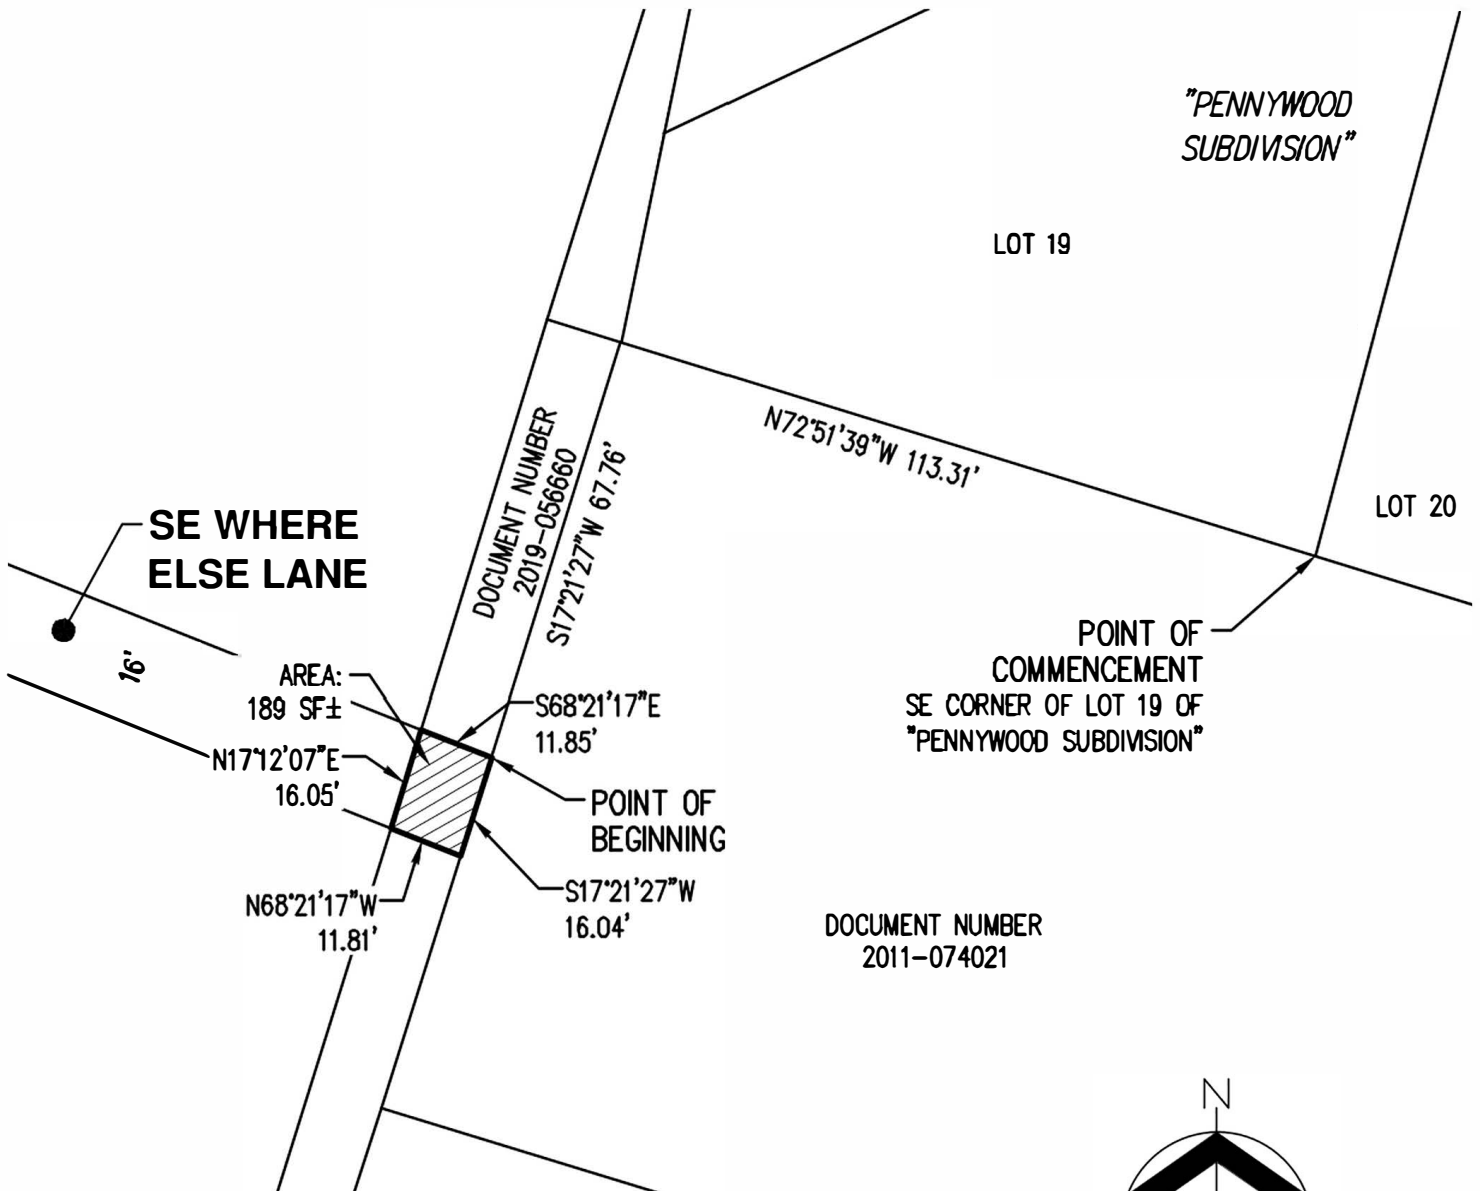 "PENNYWOOD
SUBDIVISION"
LOT 19
N72°51'39"W 113.31'
DOCUMENT NUMBER
2019-056660
S17°21'27"W 67.76'
LOT 20
SE WHERE
ELSE LANE
16'
POINT OF
COMMENCEMENT
SE CORNER OF LOT 19 OF
"PENNYWOOD SUBDIVISION"
AREA:
189 SF±
S68°21'17"E
11.85'
N17°12'07"E
16.05'
POINT OF
BEGINNING
N68°21'17"W
11.81'
S17°21'27"W
16.04'
DOCUMENT NUMBER
2011-074021
N